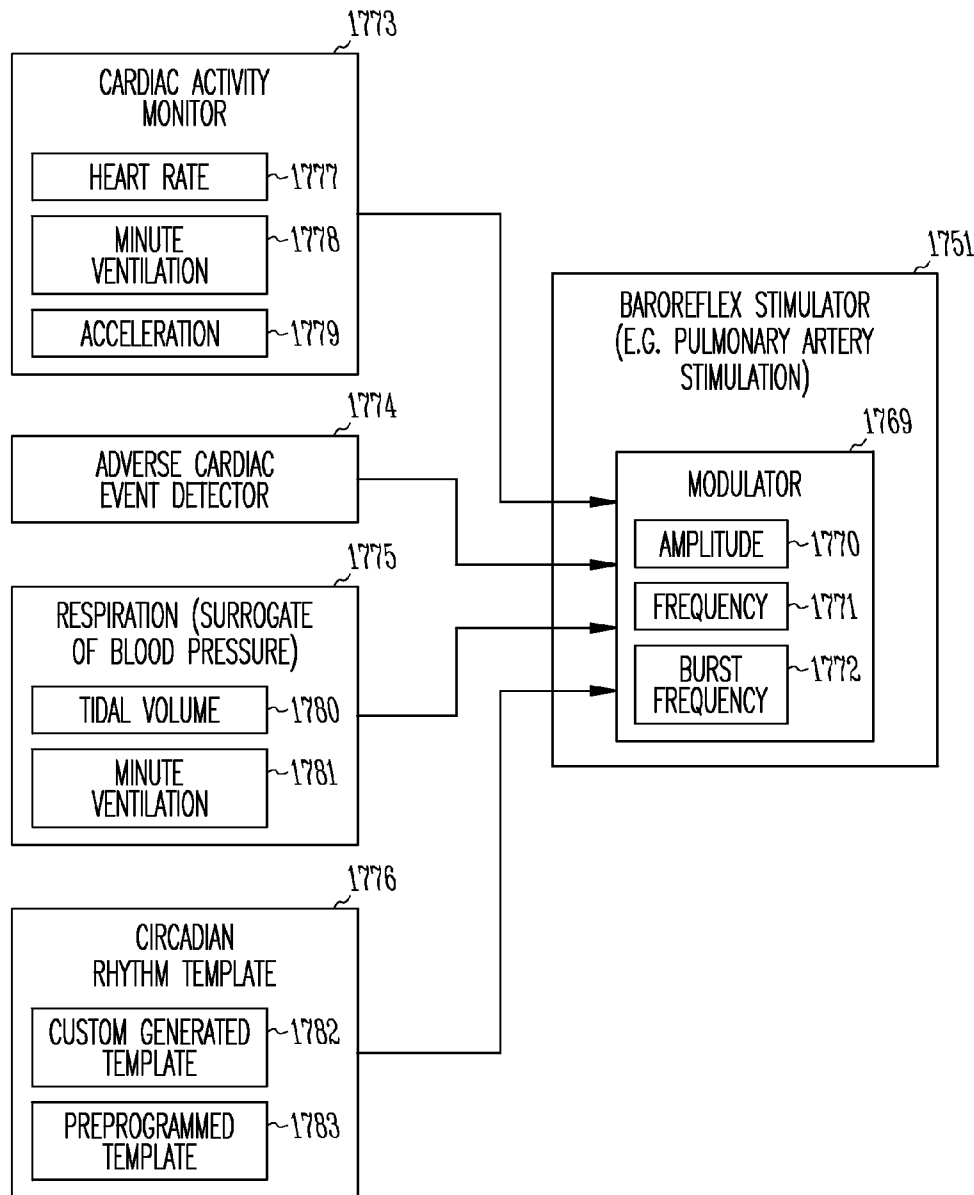 1773
CARDIAC ACTIVITY
MONITOR
HEART RATE
1777
MINUTE
VENTILATION
1778
ACCELERATION
1779
1774
ADVERSE CARDIAC
EVENT DETECTOR
1775
RESPIRATION (SURROGATE
OF BLOOD PRESSURE)
TIDAL VOLUME
1780
MINUTE
VENTILATION
1781
1776
CIRCADIAN
RHYTHM TEMPLATE
CUSTOM GENERATED
TEMPLATE
1782
PREPROGRAMMED
TEMPLATE
1783
1751
BAROREFLEX STIMULATOR
(E.G. PULMONARY ARTERY
STIMULATION)
1769
MODULATOR
AMPLITUDE
1770
FREQUENCY
1771
BURST
FREQUENCY
1772